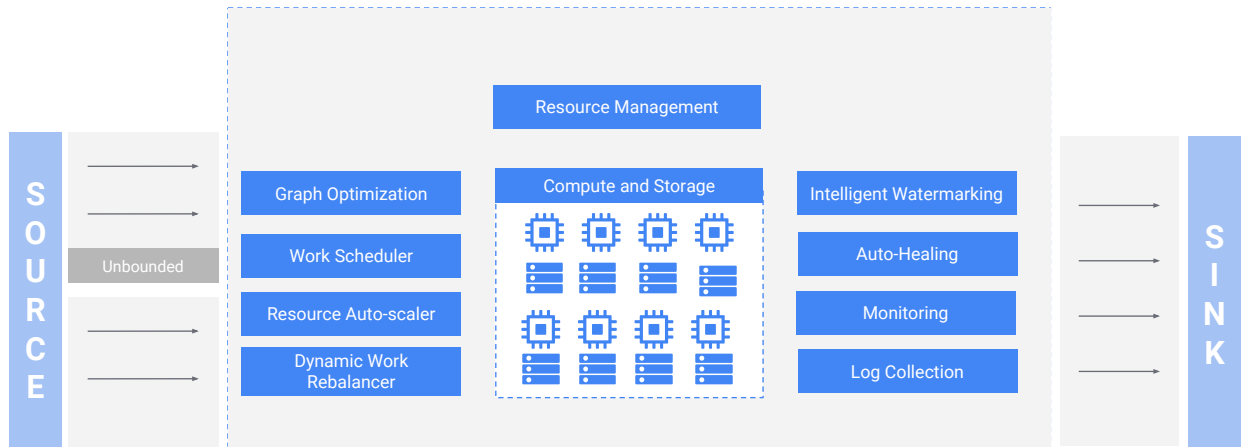 SOURCE
Unbounded
Resource Management
Graph Optimization
Work Scheduler
Resource Auto-scaler
Dynamic Work
Rebalancer
Compute and Storage
Intelligent Watermarking
Auto-Healing
Monitoring
Log Collection
SINK